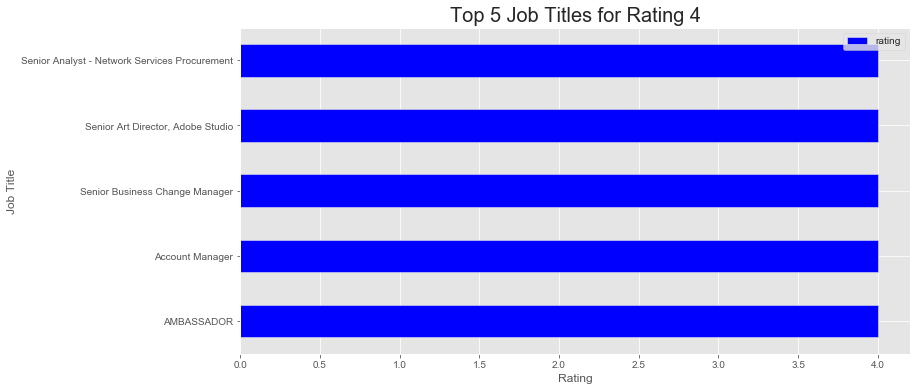 Top 5 Job Titles for Rating 4
rating
Job Title
Senior Analyst - Network Services Procurement
Senior Art Director, Adobe Studio
Senior Business Change Manager
Account Manager
AMBASSADOR
0.0 0.5 1.0 1.5 2.0 2.5 3.0 3.5 4.0
Rating